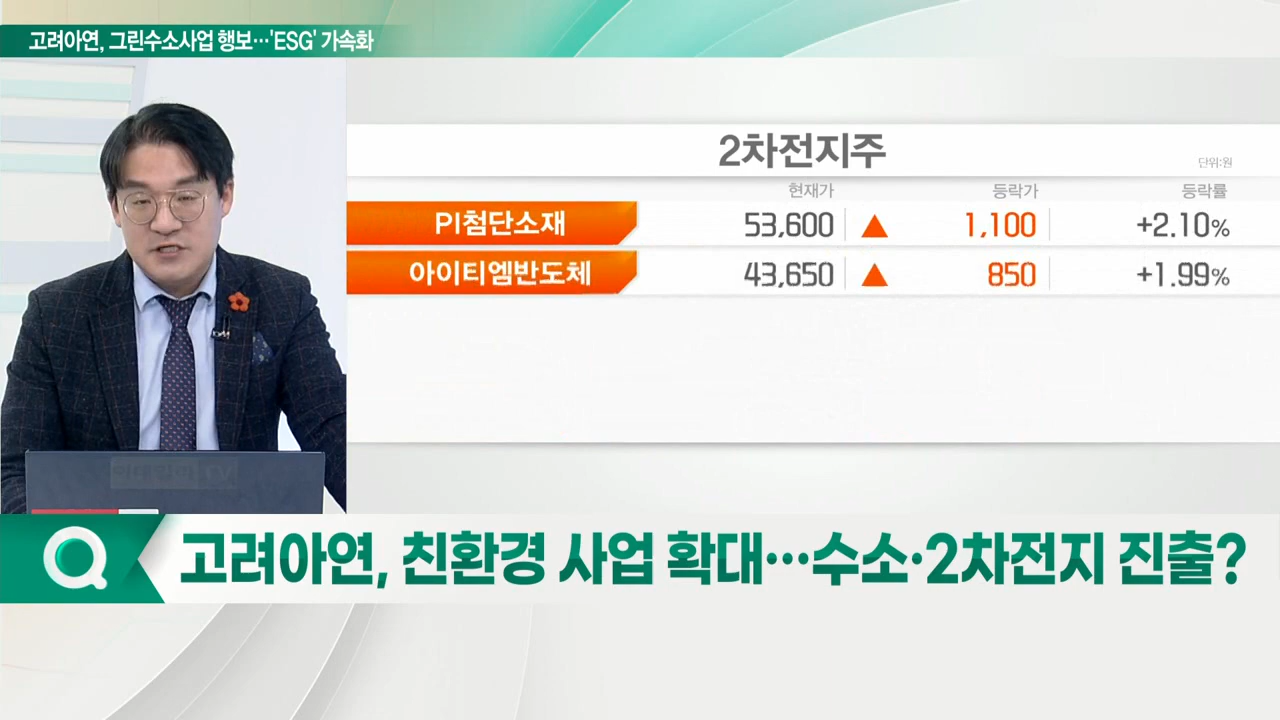 고려아연, 그린수소사업 행보…'ESG' 가속화
2차전지주
단위:원
현재가 등락가 등락률
PI첨단소재 53,600 ▲ 1,100 +2.10%
아이티엠반도체 43,650 ▲ 850 +1.99%
고려아연, 친환경 사업 확대…수소·2차전지 진출?